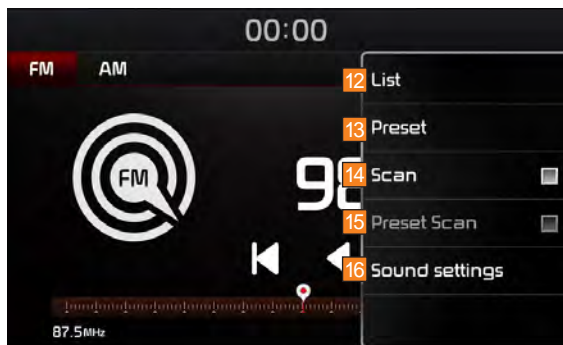 00:00
FM AM
12 List
13 Preset
FM
14 Scan
15 Preset Scan
16 Sound settings
87.5MHz